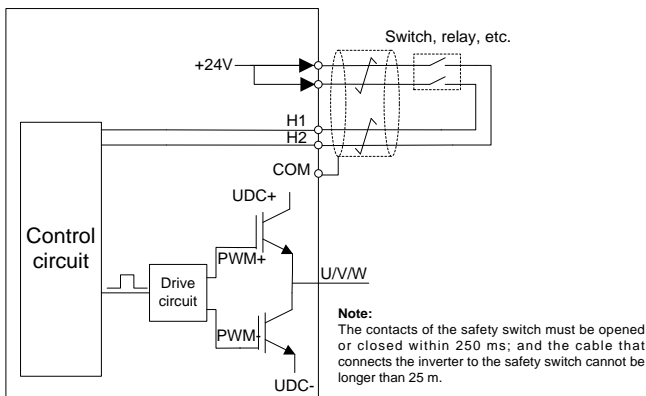 Switch, relay, etc.
+24V
H1
H2
COM
UDC+
Control
circuit
PWM+
Drive
circuit
U/V/W
PWM-
UDC-
Note:
The contacts of the safety switch must be opened
or closed within 250 ms; and the cable that
connects the inverter to the safety switch cannot be
longer than 25 m.